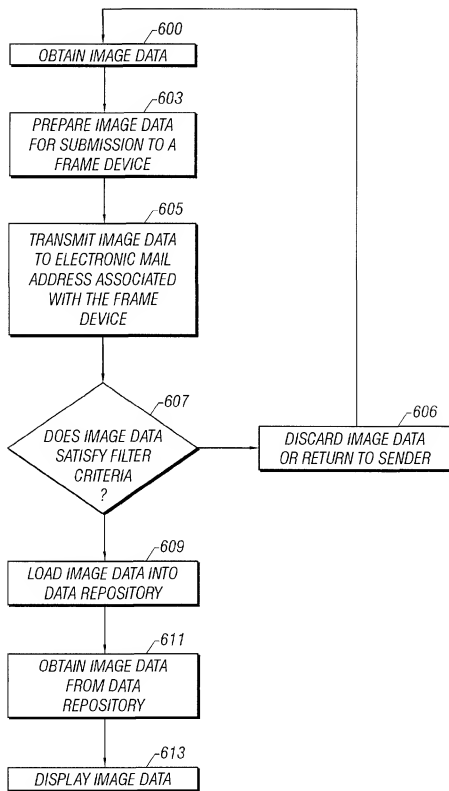 600
OBTAIN IMAGE DATA
603
PREPARE IMAGE DATA
FOR SUBMISSION TO A
FRAME DEVICE
605
TRANSMIT IMAGE DATA
TO ELECTRONIC MAIL
ADDRESS ASSOCIATED
WITH THE FRAME
DEVICE
607
DOES IMAGE DATA
SATISFY FILTER
CRITERIA
?
606
DISCARD IMAGE DATA
OR RETURN TO SENDER
609
LOAD IMAGE DATA INTO
DATA REPOSITORY
611
OBTAIN IMAGE DATA
FROM DATA
REPOSITORY
613
DISPLAY IMAGE DATA